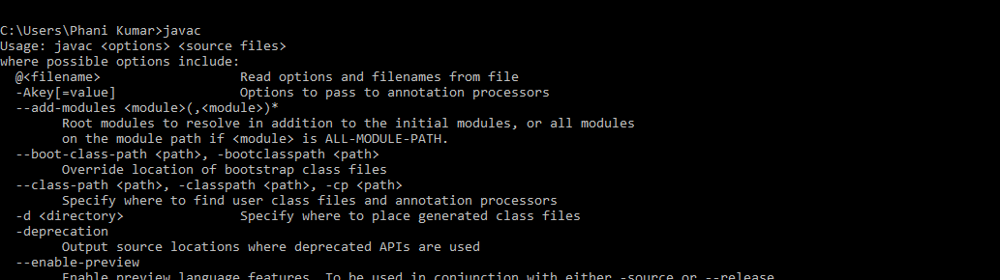 C:\Users\Phani Kumar>javac
Usage: javac <options> <source files>
where possible options include:
  @<filename>                  Read options and filenames from file
  -Akey[=value]                Options to pass to annotation processors
  --add-modules <module>(,<module>)*
        Root modules to resolve in addition to the initial modules, or all modules
        on the module path if <module> is ALL-MODULE-PATH.
  --boot-class-path <path>, -bootclasspath <path>
        Override location of bootstrap class files
  --class-path <path>, -classpath <path>, -cp <path>
        Specify where to find user class files and annotation processors
  -d <directory>               Specify where to place generated class files
  -deprecation
        Output source locations where deprecated APIs are used
  --enable-preview
        Enable preview language features. To be used in conjunction with either -source or --release.